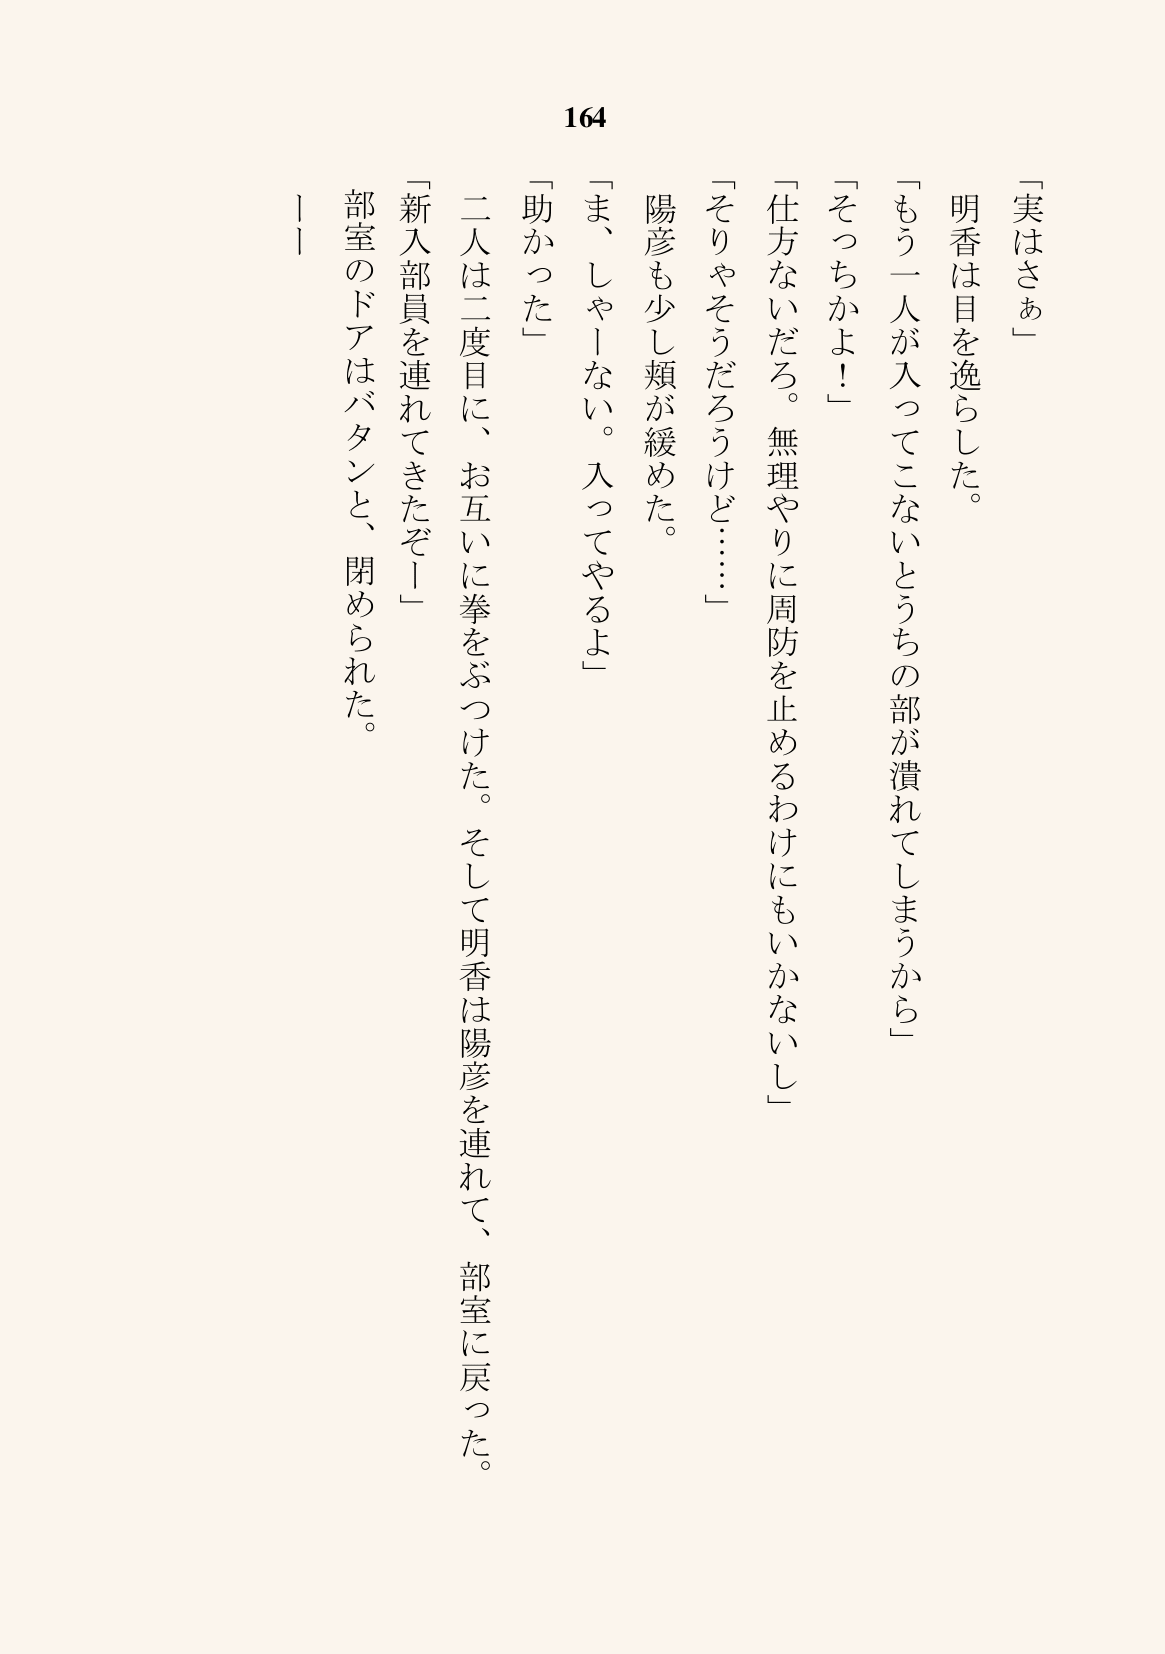 164
「実はさぁ」
明香は目を逸らした。
「もう一人が入ってこないとうちの部が潰れてしまうから」
「そっちかよ！」
「仕方ないだろ。無理やりに周防を止めるわけにもいかないし」
「そりゃそうだろうけど……」
陽彦も少し頬が緩めた。
「ま、しゃーない。入ってやるよ」
「助かった」
二人は二度目に、お互いに拳をぶつけた。そして明香は陽彦を連れて、部室に戻った。
「新入部員を連れてきたぞー」
部室のドアはバタンと、閉められた。
ーー